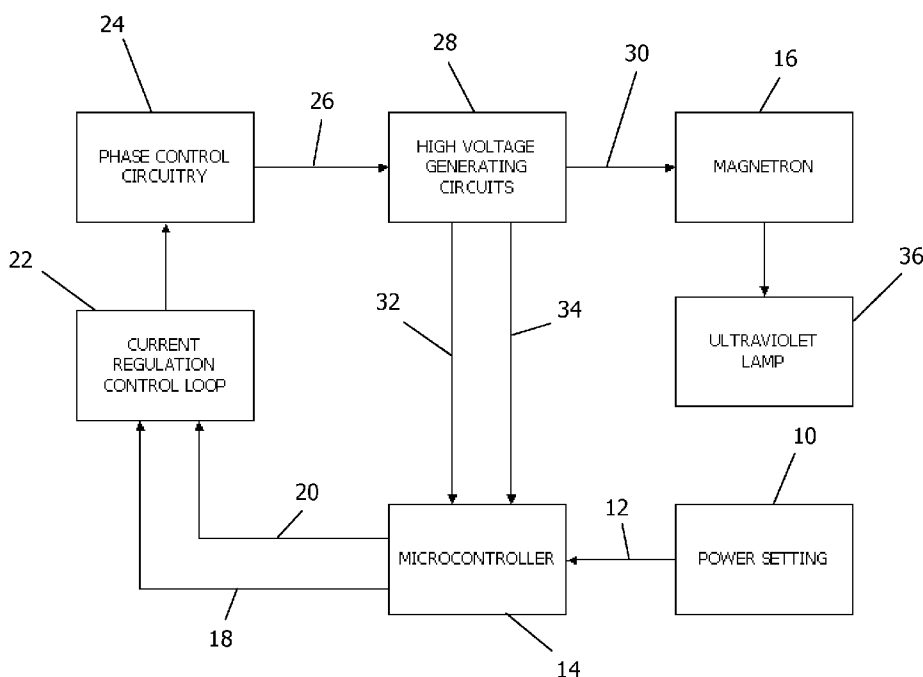 24
28
30
16
26
PHASE CONTROL
CIRCUITRY
HIGH VOLTAGE
GENERATING
CIRCUITS
MAGNETRON
22
36
32
34
CURRENT
REGULATION
CONTROL LOOP
ULTRAVIOLET
LAMP
10
20
12
MICROCONTROLLER
POWER SETTING
18
14